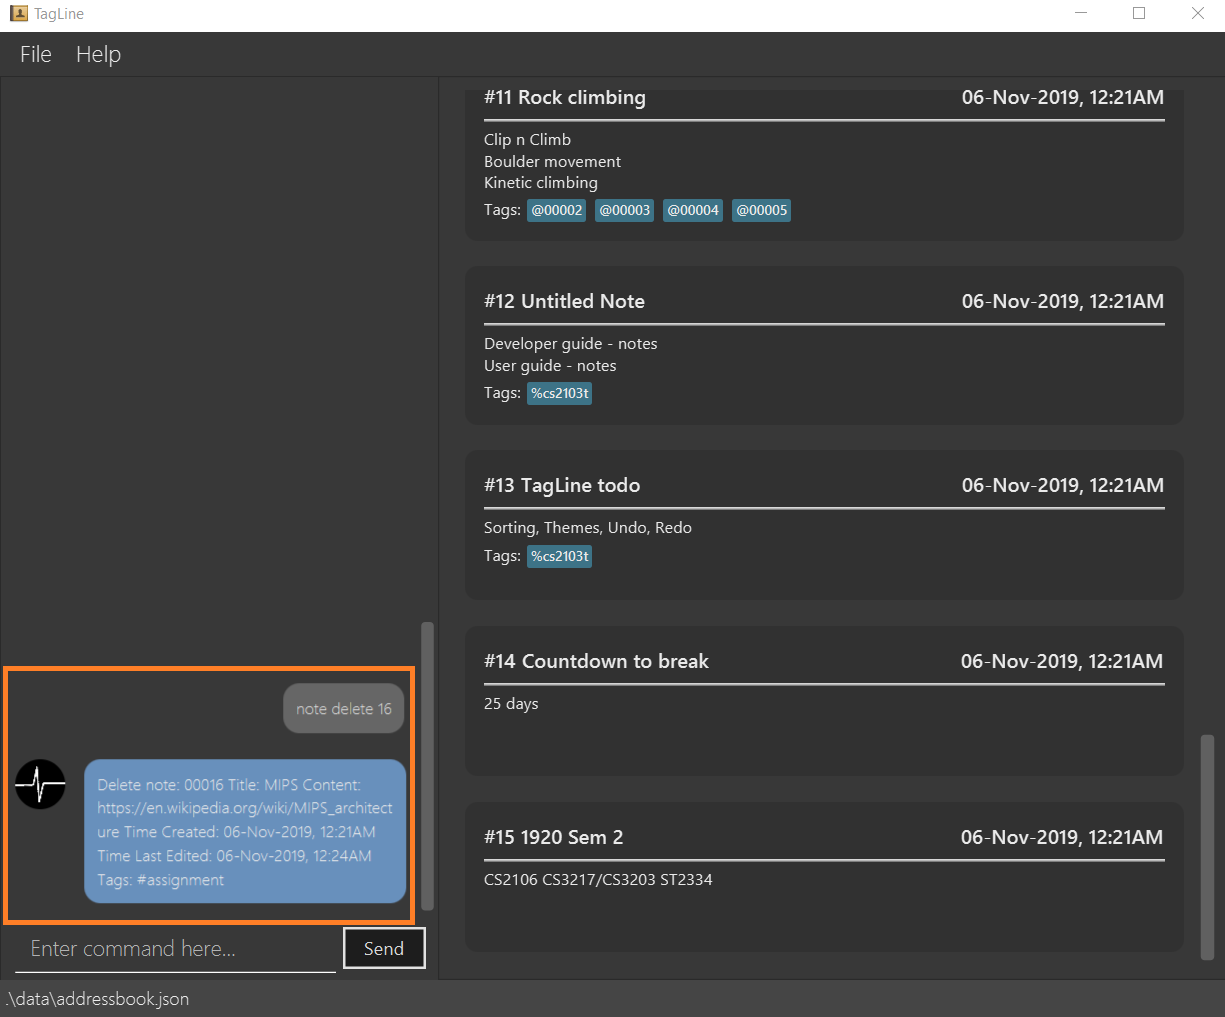 TagLine
File Help
#11 Rock climbing 06-Nov-2019, 12:21AM
Clip n Climb
Boulder movement
Kinetic climbing
Tags: @00002 @00003 @00004 @00005
#12 Untitled Note 06-Nov-2019, 12:21AM
Developer guide - notes
User guide - notes
Tags: %cs2103t
#13 TagLine todo 06-Nov-2019, 12:21AM
Sorting, Themes, Undo, Redo
Tags: %cs2103t
#14 Countdown to break 06-Nov-2019, 12:21AM
25 days
#15 1920 Sem 2 06-Nov-2019, 12:21AM
CS2106 CS3217/CS3203 ST2334
note delete 16
Delete note: 00016 Title: MIPS Content:
https://en.wikipedia.org/wiki/MIPS_architect
ure Time Created: 06-Nov-2019, 12:21AM
Time Last Edited: 06-Nov-2019, 12:24AM
Tags: #assignment
Enter command here...
Send
.\data\addressbook.json